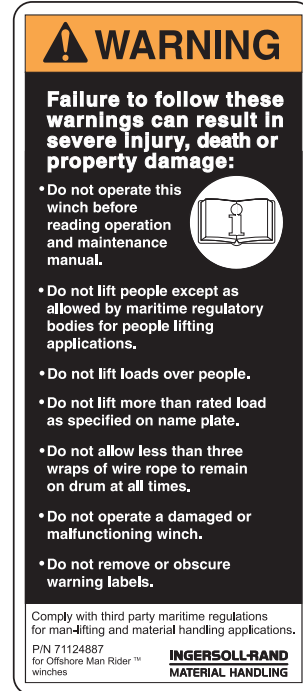 WARNING
Failure to follow these
warnings can result in
severe injury, death or
property damage:
• Do not operate this
winch before
reading operation
and maintenance
manual.
• Do not lift people except as
allowed by maritime regulatory
bodies for people lifting
applications.
• Do not lift loads over people.
• Do not lift more than rated load
as specified on name plate.
• Do not allow less than three
wraps of wire rope to remain
on drum at all times.
• Do not operate a damaged or
malfunctioning winch.
• Do not remove or obscure
warning labels.
Comply with third party maritime regulations
for man-lifting and material handling applications.
P/N 71124887
for Offshore Man Rider ™
winches
INGERSOLL-RAND
MATERIAL HANDLING